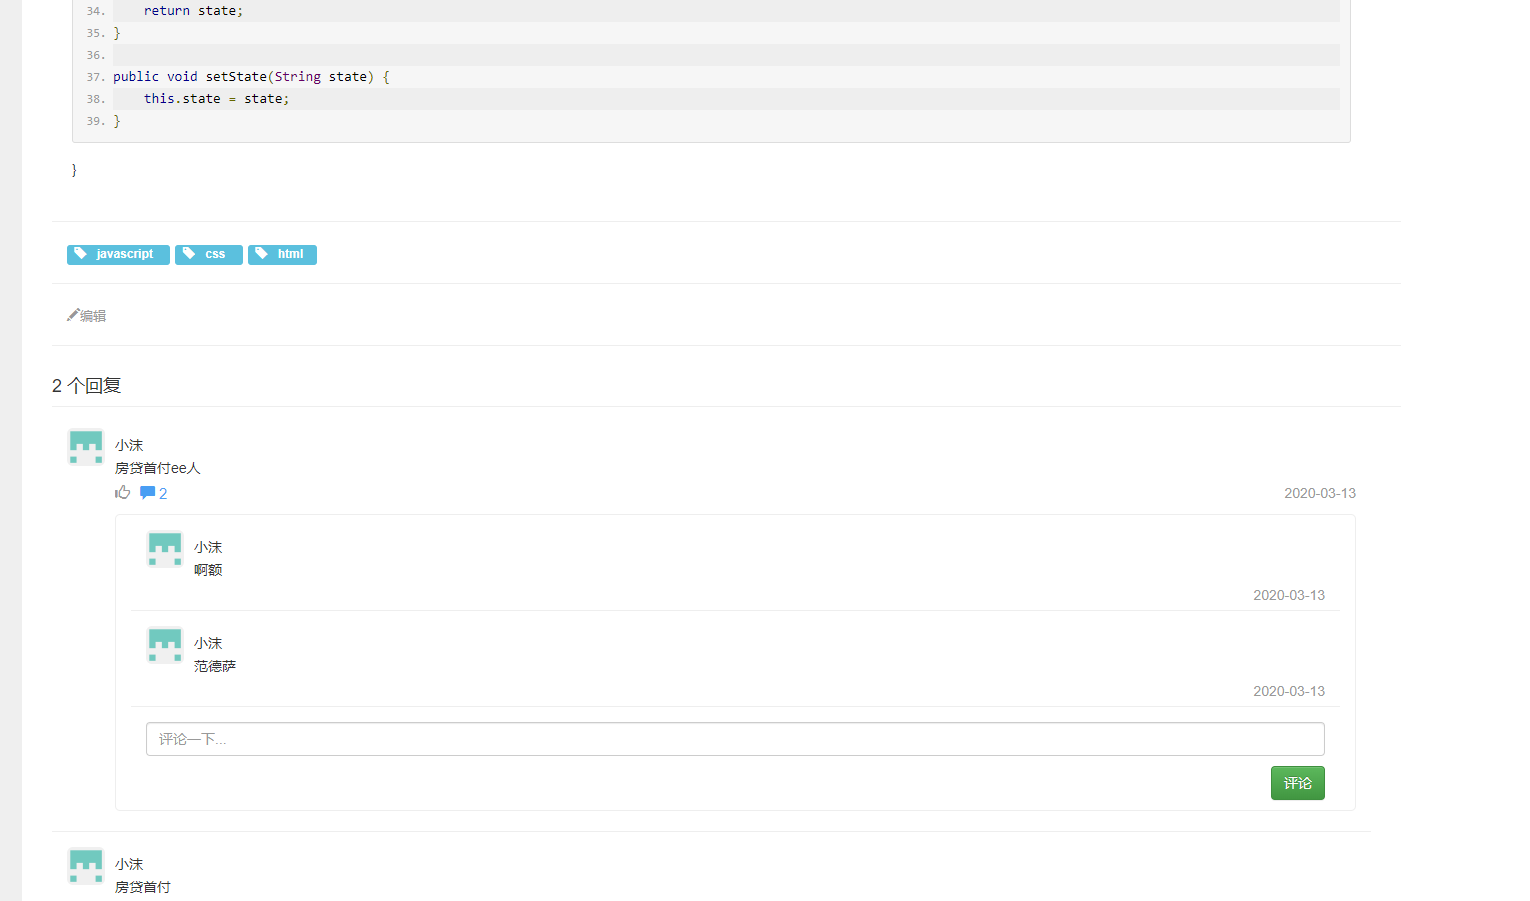 34. return state;
35. }
36.
37. public void setState(String state) {
38. this.state = state;
39. }
}
javascript css html
编辑
2 个回复
小沫
房贷首付ee人
2 2020-03-13
小沫
啊额
2020-03-13
小沫
范德萨
2020-03-13
评论一下...
评论
小沫
房贷首付